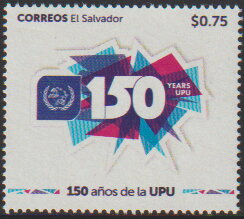 CORREOS El Salvador $0.75
150
YEARS
UPU
150 años de la UPU